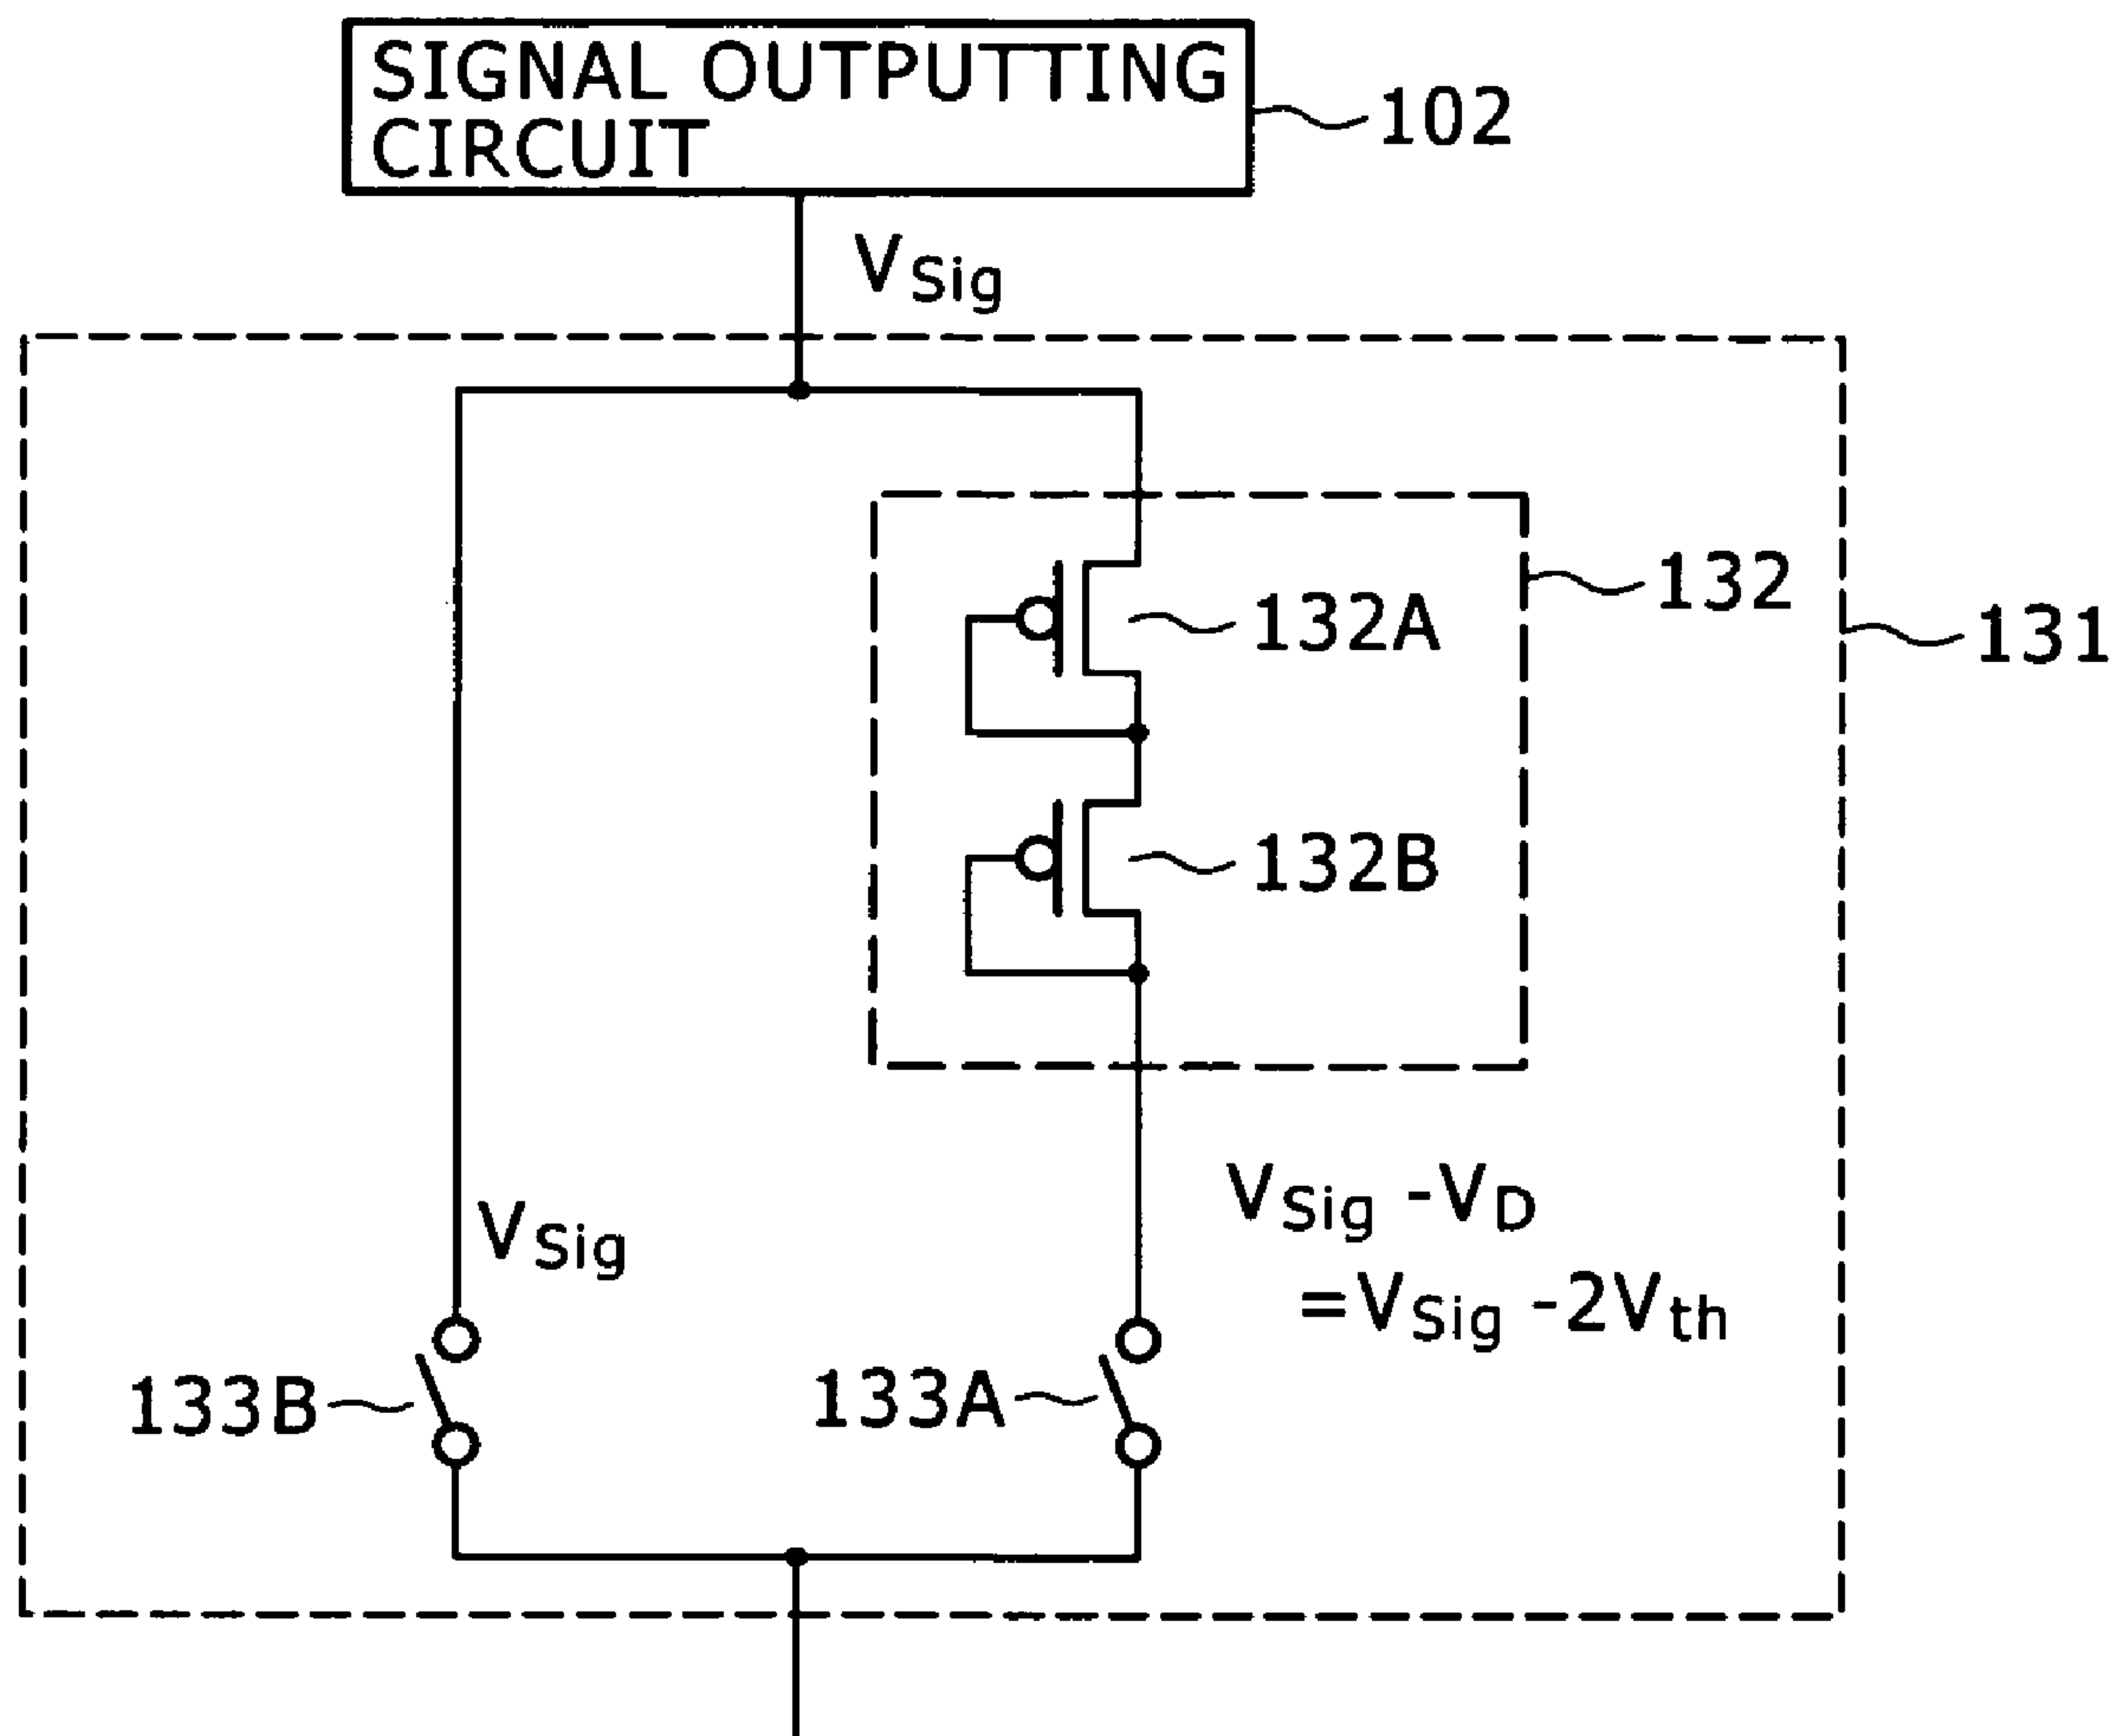 SIGNAL OUTPUTTING
CIRCUIT
102
VSig
132
131
132A
132B
VSig -VD
=VSig -2Vth
VSig
133B
133A